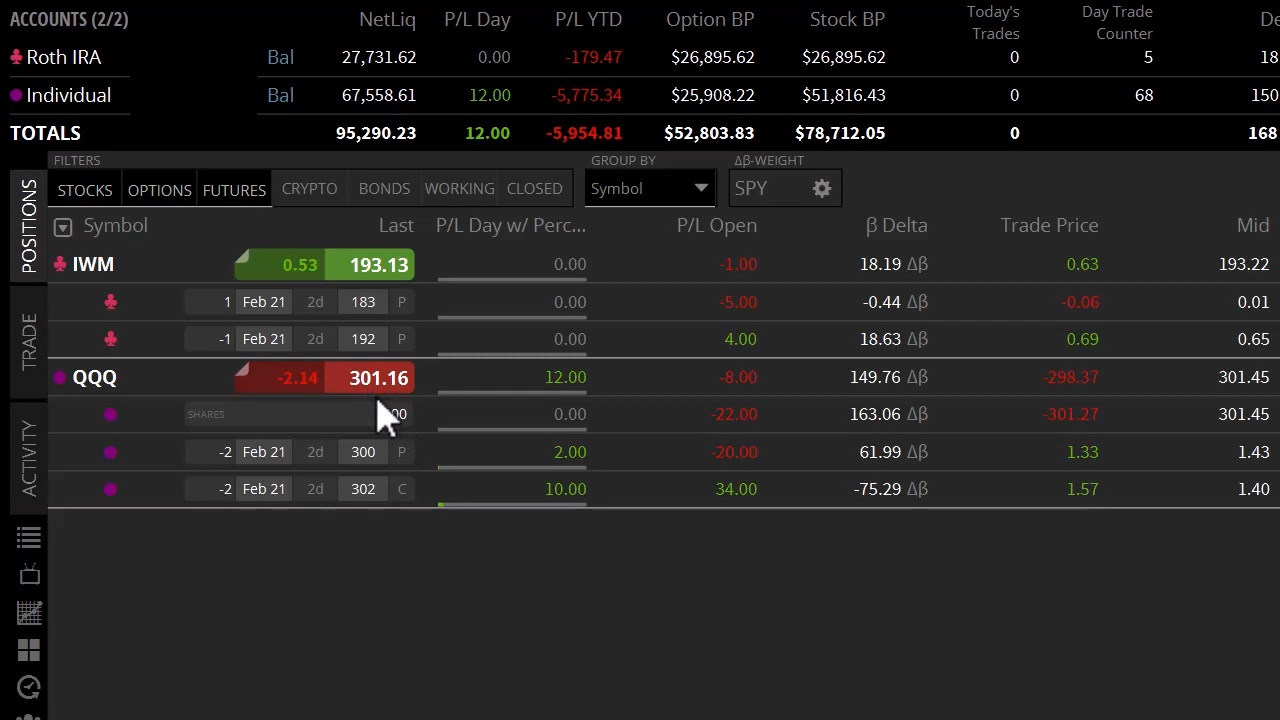 ACCOUNTS (2/2) NetLiq P/L Day P/L YTD Option BP Stock BP Today's Trades Day Trade Counter De
♣ Roth IRA Bal 27,731.62 0.00 -179.47 $26,895.62 $26,895.62 0 5 18
Individual Bal 67,558.61 12.00 -5,775.34 $25,908.22 $51,816.43 0 68 150
TOTALS 95,290.23 12.00 -5,954.81 $52,803.83 $78,712.05 0 168
FILTERS GROUP BY Δβ-WEIGHT
STOCKS OPTIONS FUTURES CRYPTO BONDS WORKING CLOSED Symbol SPY
POSITIONS
TRADE
ACTIVITY
Symbol Last P/L Day w/ Perc... P/L Open β Delta Trade Price Mid
♣ IWM 0.53 193.13 0.00 -1.00 18.19 Δβ 0.63 193.22
♣ 1 Feb 21 2d 183 P 0.00 -5.00 -0.44 Δβ -0.06 0.01
♣ -1 Feb 21 2d 192 P 0.00 4.00 18.63 Δβ 0.69 0.65
QQQ -2.14 301.16 12.00 -8.00 149.76 Δβ -298.37 301.45
SHARES 0.00 -22.00 163.06 Δβ -301.27 301.45
-2 Feb 21 2d 300 P 2.00 -20.00 61.99 Δβ 1.33 1.43
-2 Feb 21 2d 302 C 10.00 34.00 -75.29 Δβ 1.57 1.40